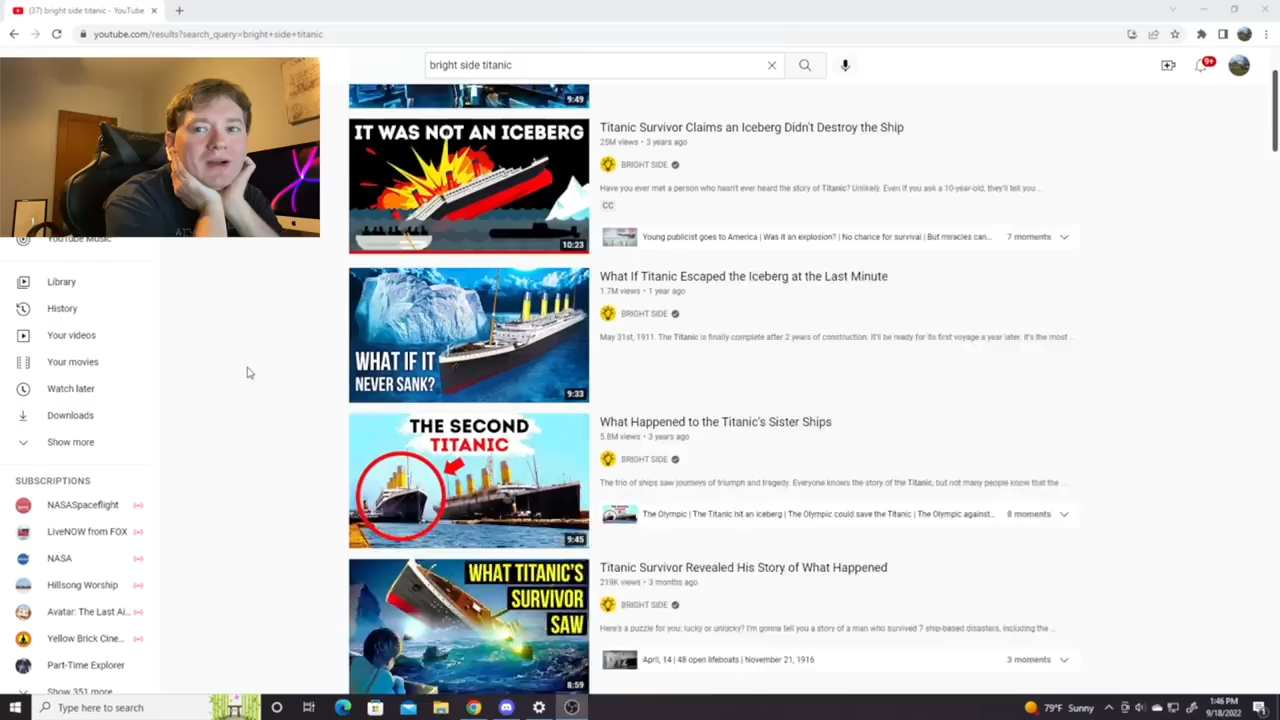 (37) bright side titanic - YouTube
youtube.com/results?search_query=bright+side+titanic
bright side titanic
9+
9:49
IT WAS NOT AN ICEBERG
10:23
Titanic Survivor Claims an Iceberg Didn't Destroy the Ship
25M views • 3 years ago
BRIGHT SIDE
Have you ever met a person who hasn't ever heard the story of Titanic? Unlikely. Even if you ask a 10-year-old, they'll tell you ...
CC
Young publicist goes to America | Was it an explosion? | No chance for survival | But miracles can...
7 moments
YouTube Music
Library
History
Your videos
Your movies
Watch later
Downloads
Show more
SUBSCRIPTIONS
NASASpaceflight
LiveNOW from FOX
NASA
Hillsong Worship
Avatar: The Last Ai...
Yellow Brick Cine...
Part-Time Explorer
Show 351 more
WHAT IF IT
NEVER SANK?
9:33
What If Titanic Escaped the Iceberg at the Last Minute
1.7M views • 1 year ago
BRIGHT SIDE
May 31st, 1911. The Titanic is finally complete after 2 years of construction. It'll be ready for its first voyage a year later. It's the most ...
THE SECOND
TITANIC
9:45
What Happened to the Titanic's Sister Ships
5.8M views • 3 years ago
BRIGHT SIDE
The trio of ships saw journeys of triumph and tragedy. Everyone knows the story of the Titanic, but not many people know that the ...
The Olympic | The Titanic hit an iceberg | The Olympic could save the Titanic | The Olympic against...
8 moments
WHAT TITANIC'S
SURVIVOR
SAW
8:59
Titanic Survivor Revealed His Story of What Happened
219K views • 3 months ago
BRIGHT SIDE
Here's a puzzle for you: lucky or unlucky? I'm gonna tell you a story of a man who survived 7 ship-based disasters, including the ...
April, 14 | 48 open lifeboats | November 21, 1916
3 moments
Type here to search
79°F Sunny
1:46 PM
9/18/2022